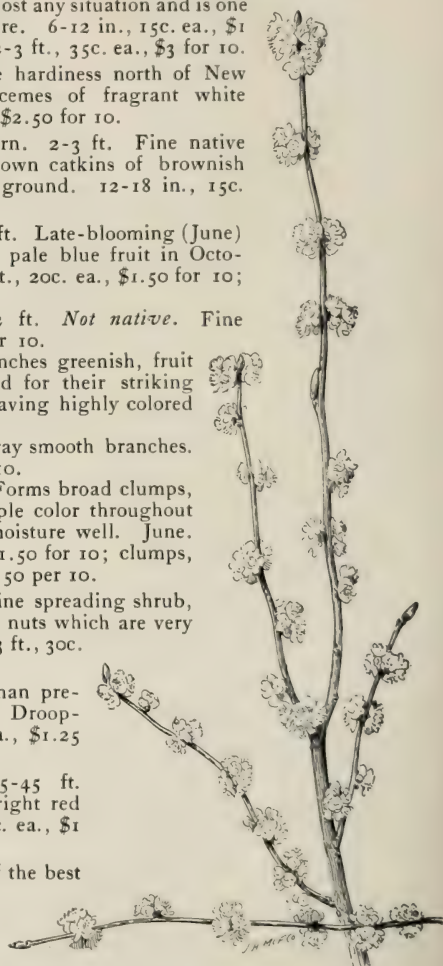 ost any situation and is one
re. 6-12 in., 15c. ea., $1
-3 ft., 35c. ea., $3 for 10.
e hardiness north of New
cemes of fragrant white
$2.50 for 10.
rn. 2-3 ft. Fine native
own catkins of brownish
ground. 12-18 in., 15c.
ft. Late-blooming (June)
pale blue fruit in Octo-
t., 20c. ea., $1.50 for 10;
ft. Not native. Fine
r 10.
nches greenish, fruit
d for their striking
aving highly colored
ay smooth branches.
10.
Forms broad clumps,
ple color throughout
noisture well. June.
1.50 for 10; clumps,
50 per 10.
ine spreading shrub,
nuts which are very
ft., 30c.
nan pre-
Droop-
a., $1.25
5-45 ft.
right red
c. ea., $1
f the best